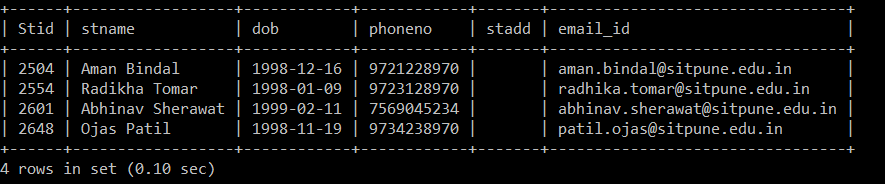 +------+------------------+------------+------------+-------+-------------------------------+
| Stid | stname           | dob        | phoneno    | stadd | email_id                      |
+------+------------------+------------+------------+-------+-------------------------------+
| 2504 | Aman Bindal      | 1998-12-16 | 9721228970 |       | aman.bindal@sitpune.edu.in    |
| 2554 | Radikha Tomar    | 1998-01-09 | 9723128970 |       | radhika.tomar@sitpune.edu.in  |
| 2601 | Abhinav Sherawat | 1999-02-11 | 7569045234 |       | abhinav.sherawat@sitpune.edu.in |
| 2648 | Ojas Patil       | 1998-11-19 | 9734238970 |       | patil.ojas@sitpune.edu.in     |
+------+------------------+------------+------------+-------+-------------------------------+
4 rows in set (0.10 sec)